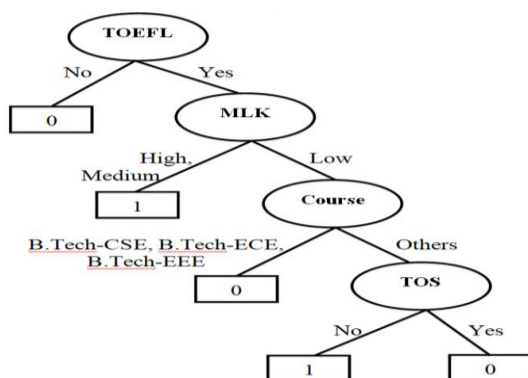 TOEFL
No
Yes
0
MLK
High,
Medium
Low
1
Course
B.Tech-CSE, B.Tech-ECE,
B.Tech-EEE
Others
0
TOS
No
Yes
1
0